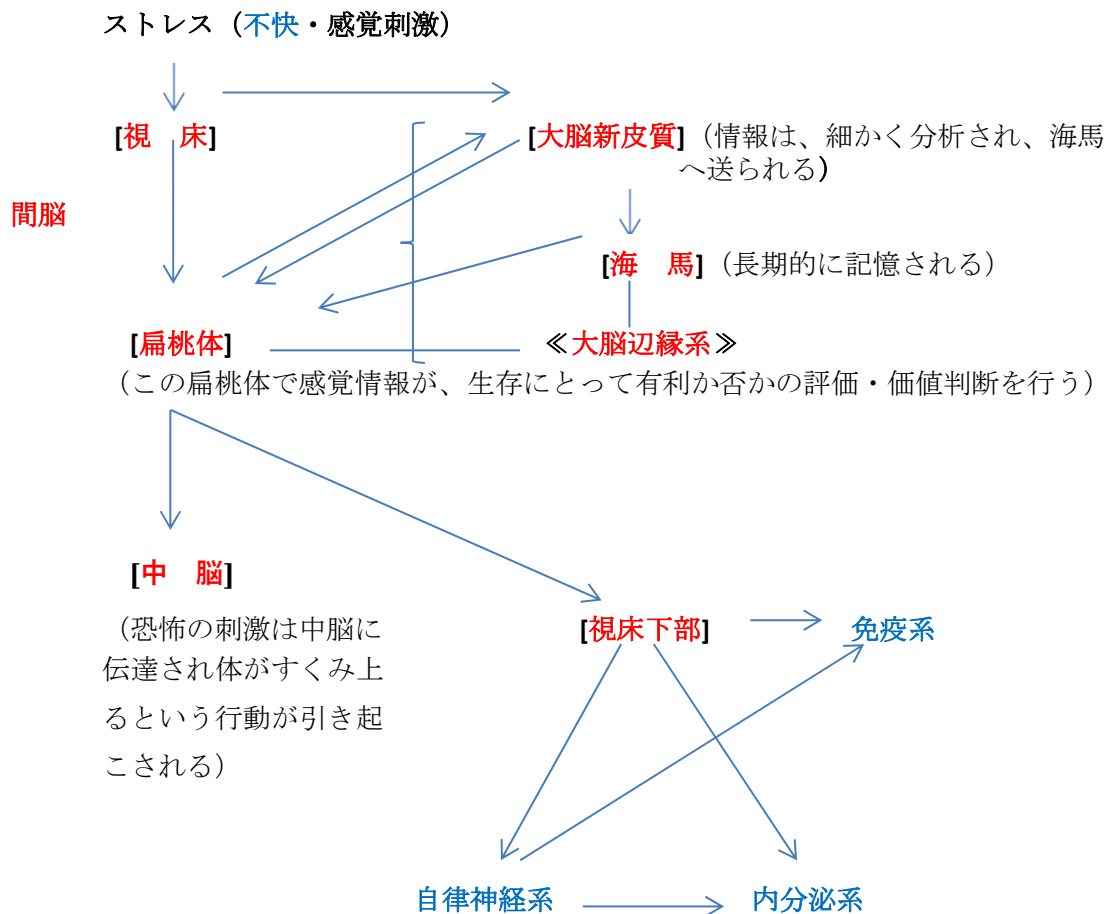 ストレス（不快・感覚刺激）
[視　床]
[大脳新皮質]（情報は、細かく分析され、海馬
へ送られる)
間脳
[海　馬]（長期的に記憶される）
[扁桃体]
≪大脳辺縁系≫
（この扁桃体で感覚情報が、生存にとって有利か否かの評価・価値判断を行う）
[中　脳]
（恐怖の刺激は中脳に
伝達され体がすくみ上
るという行動が引き起
こされる）
[視床下部]
免疫系
自律神経系
内分泌系